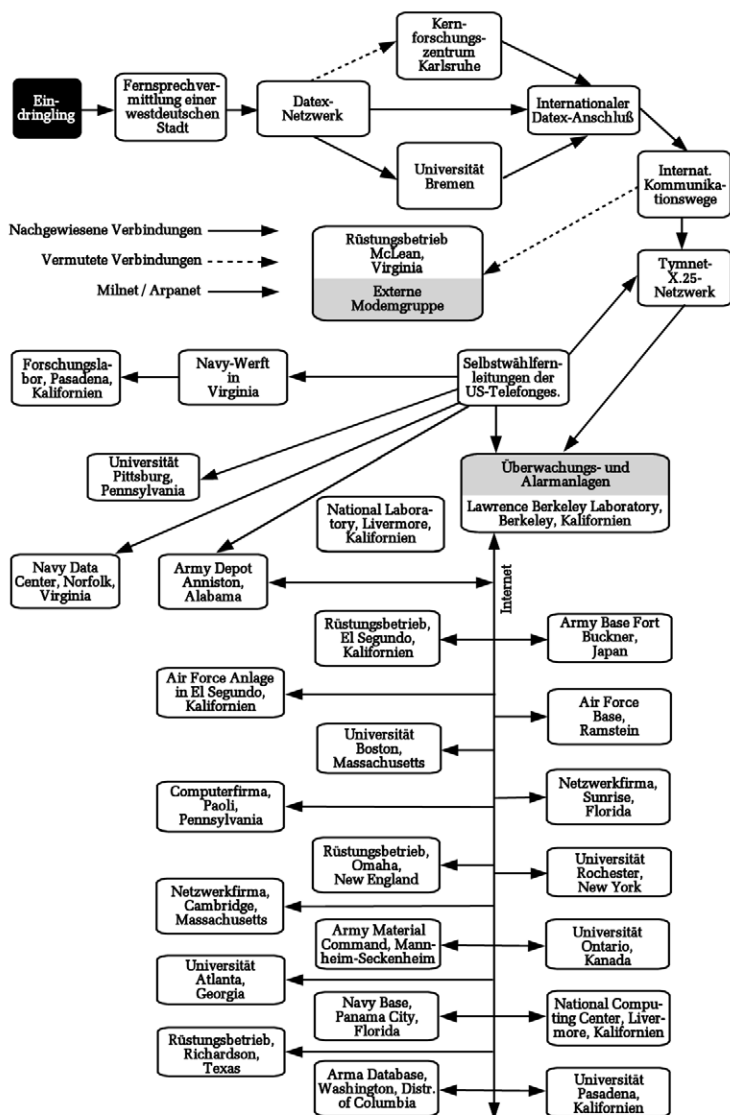 Kern-
forschungs-
zentrum
Karlsruhe
Ein-
dringling
Fernsprechver-
mittlung einer
westdeutschen
Stadt
Datex-
Netzwerk
Internationaler
Datex-Anschluß
Universität
Bremen
Internat.
Kommunika-
tionswege
Nachgewiesene Verbindungen
Vermutete Verbindungen
Milnet / Arpanet
Rüstungsbetrieb
McLean,
Virginia
Externe
Modemgruppe
Tymnet-
X.25-
Netzwerk
Forschungsla-
bor, Pasadena,
Kalifornien
Navy-Werft
in
Virginia
Selbstwählfern-
leitungen der
US-Telefonges.
Universität
Pittsburg,
Pennsylvania
Überwachungs- und
Alarmanlagen
Lawrence Berkeley Laboratory,
Berkeley, Kalifornien
National Labora-
tory, Livermore,
Kalifornien
Navy Data
Center, Norfolk,
Virginia
Army Depot
Anniston,
Alabama
Internet
Rüstungsbetrieb,
El Segundo,
Kalifornien
Army Base Fort
Buckner,
Japan
Air Force Anlage
in El Segundo,
Kalifornien
Air Force
Base,
Ramstein
Universität
Boston,
Massachusetts
Computerfirma,
Paoli,
Pennsylvania
Netzwerkfirma,
Sunrise,
Florida
Rüstungsbetrieb,
Omaha,
New England
Universität
Rochester,
New York
Netzwerkfirma,
Cambridge,
Massachusetts
Army Material
Command, Mann-
heim-Seckenheim
Universität
Ontario,
Kanada
Universität
Atlanta,
Georgia
Navy Base,
Panama City,
Florida
National Compu-
ting Center, Liver-
more, Kalifornien
Rüstungsbetrieb,
Richardson,
Texas
Arma Database,
Washington, Distr.
of Columbia
Universität
Pasadena,
Kalifornien